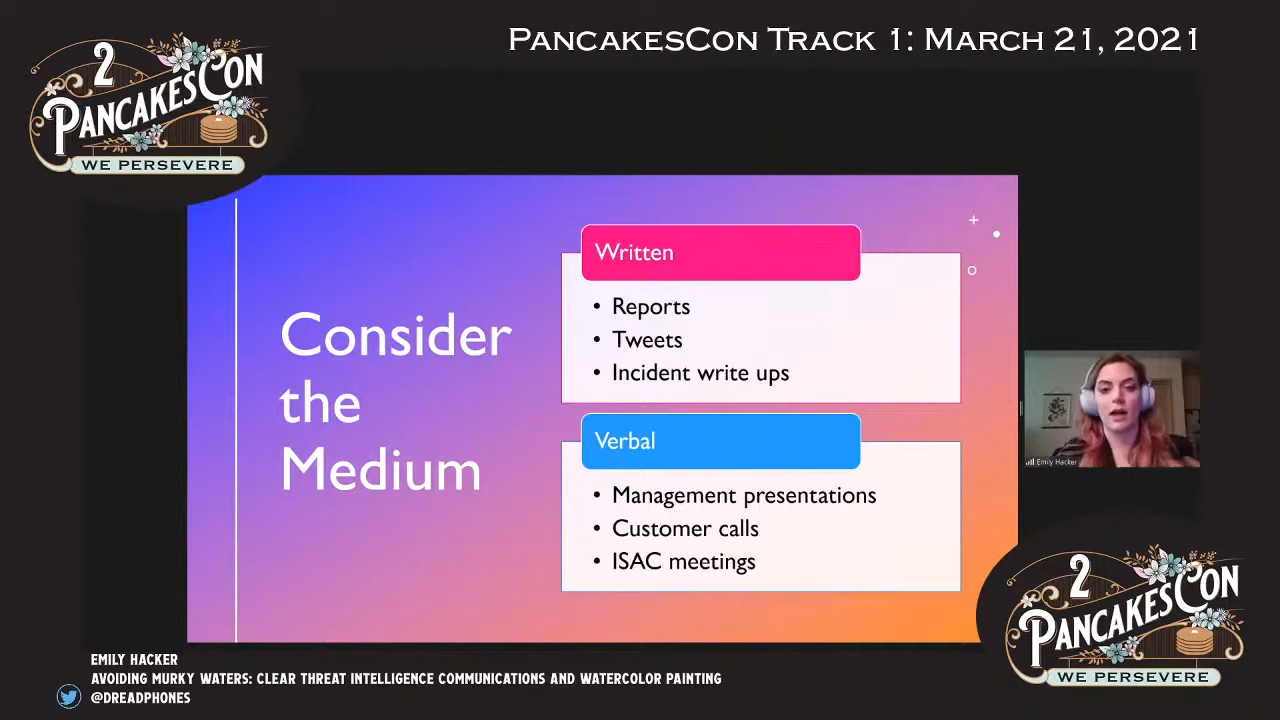 PANCAKESCON TRACK 1: MARCH 21, 2021
2
PANCAKESCON
WE PERSEVERE
Consider
the
Medium
Written
• Reports
• Tweets
• Incident write ups
Verbal
• Management presentations
• Customer calls
• ISAC meetings
Emily Hacker
2
PANCAKESCON
WE PERSEVERE
EMILY HACKER
AVOIDING MURKY WATERS: CLEAR THREAT INTELLIGENCE COMMUNICATIONS AND WATERCOLOR PAINTING
@DREADPHONES